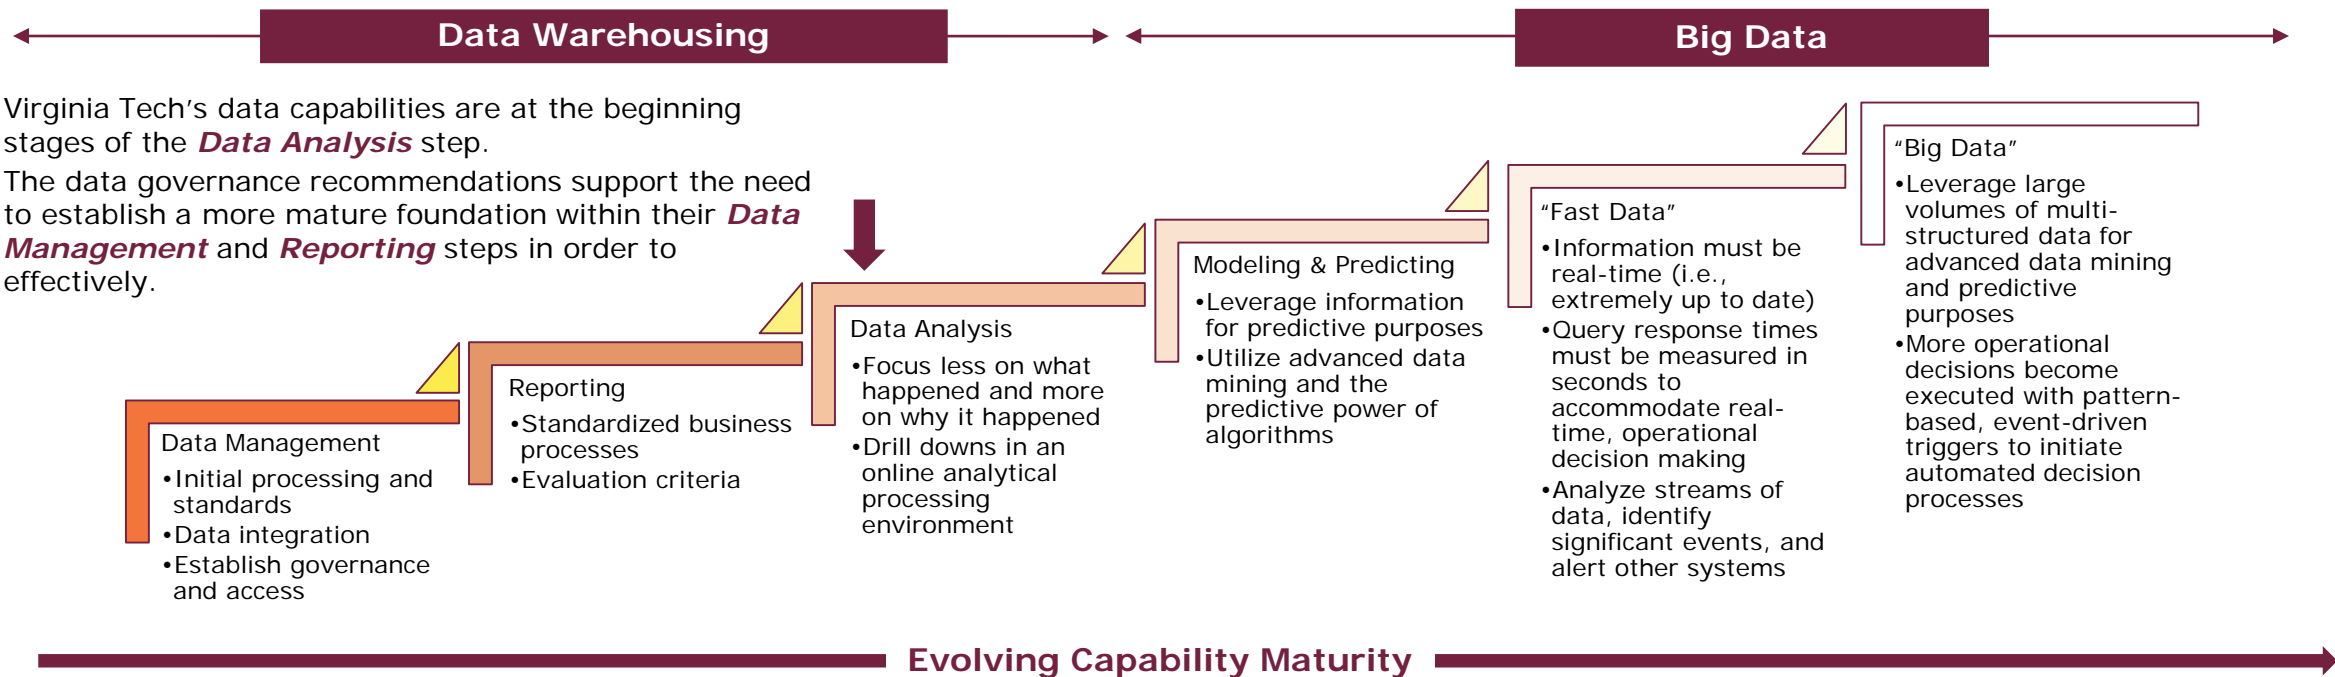 Data Warehousing
Big Data
Virginia Tech's data capabilities are at the beginning
stages of the Data Analysis step.
The data governance recommendations support the need
to establish a more mature foundation within their Data
Management and Reporting steps in order to
effectively.
Data Management
•Initial processing and
standards
•Data integration
•Establish governance
and access
Reporting
•Standardized business
processes
•Evaluation criteria
Data Analysis
•Focus less on what
happened and more
on why it happened
•Drill downs in an
online analytical
processing
environment
Modeling & Predicting
•Leverage information
for predictive purposes
•Utilize advanced data
mining and the
predictive power of
algorithms
"Fast Data"
•Information must be
real-time (i.e.,
extremely up to date)
•Query response times
must be measured in
seconds to
accommodate real-
time, operational
decision making
•Analyze streams of
data, identify
significant events, and
alert other systems
"Big Data"
•Leverage large
volumes of multi-
structured data for
advanced data mining
and predictive
purposes
•More operational
decisions become
executed with pattern-
based, event-driven
triggers to initiate
automated decision
processes
Evolving Capability Maturity